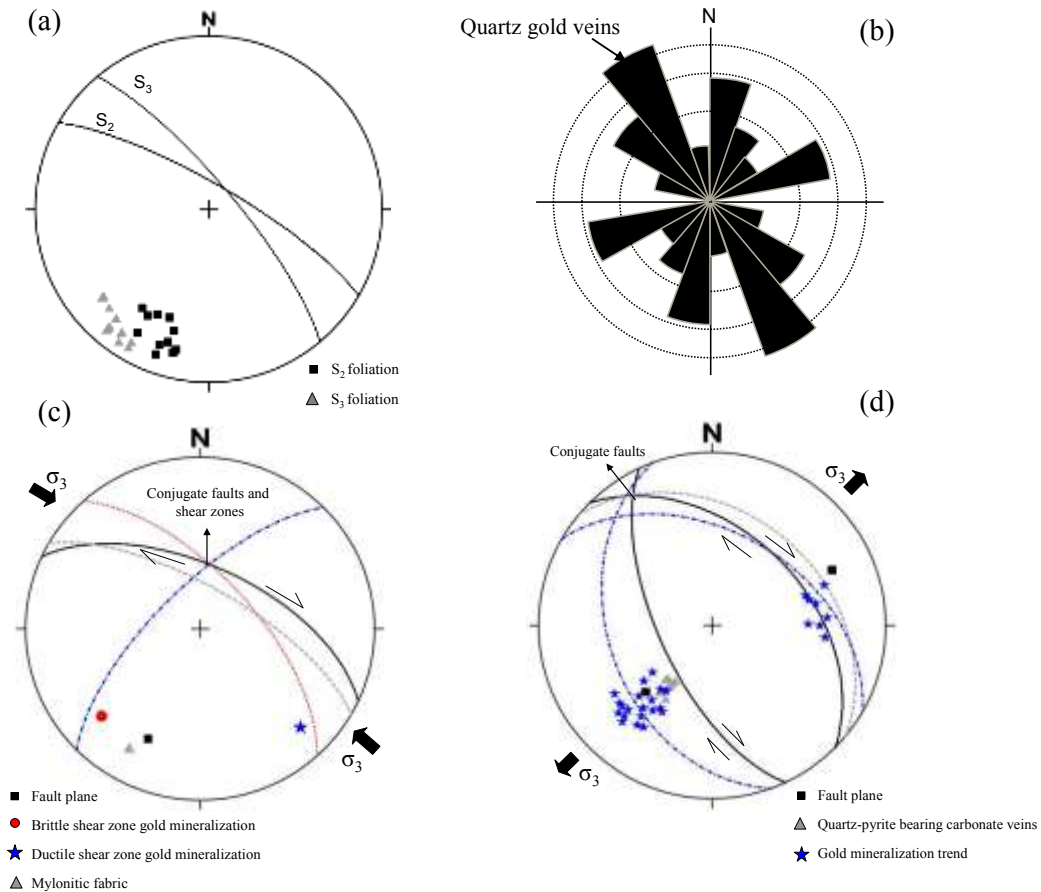 (a)
N
S3
S2
S2 foliation
S3 foliation
Quartz gold veins
N
(b)
(c)
N
σ3
Conjugate faults and
shear zones
σ3
Fault plane
Brittle shear zone gold mineralization
Ductile shear zone gold mineralization
Mylonitic fabric
(d)
N
Conjugate faults
σ3
σ3
Fault plane
Quartz-pyrite bearing carbonate veins
Gold mineralization trend